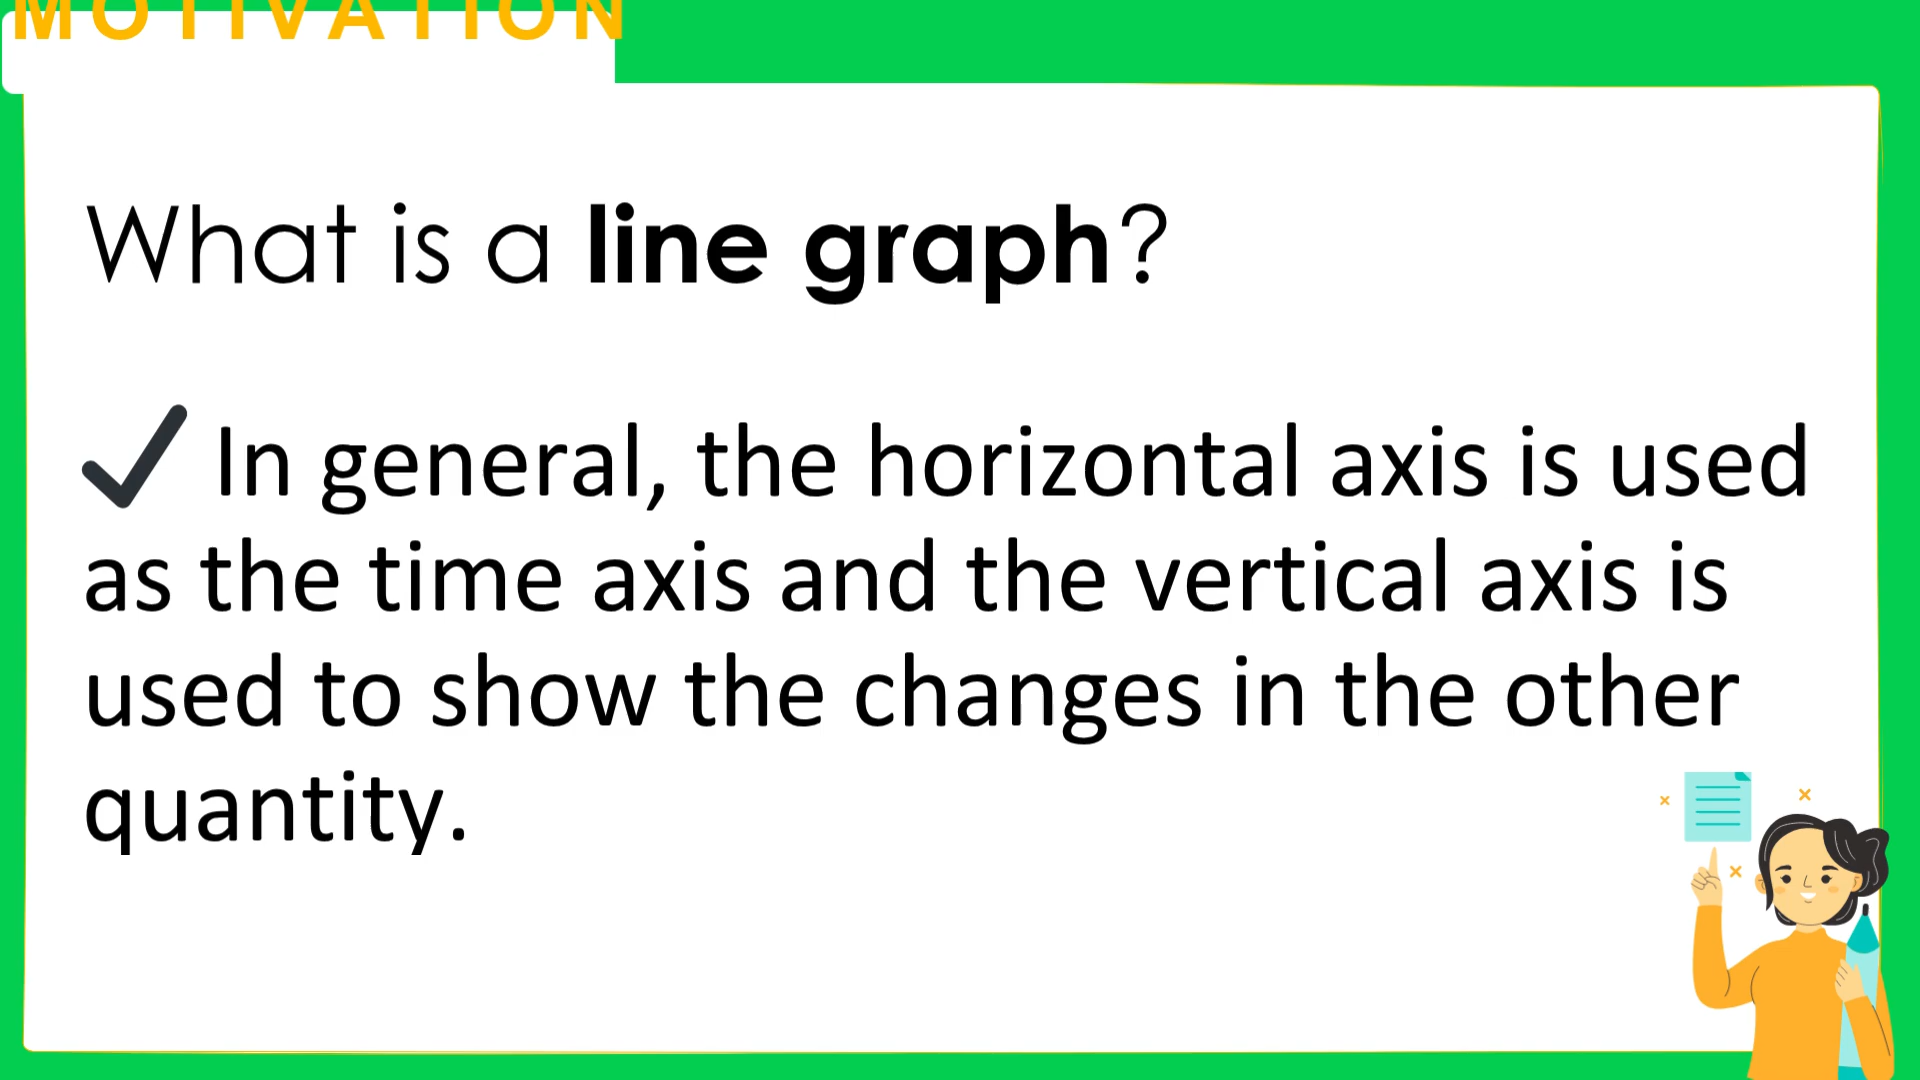 MOTIVATION
What is a line graph?
✔ In general, the horizontal axis is used
as the time axis and the vertical axis is
used to show the changes in the other
quantity.